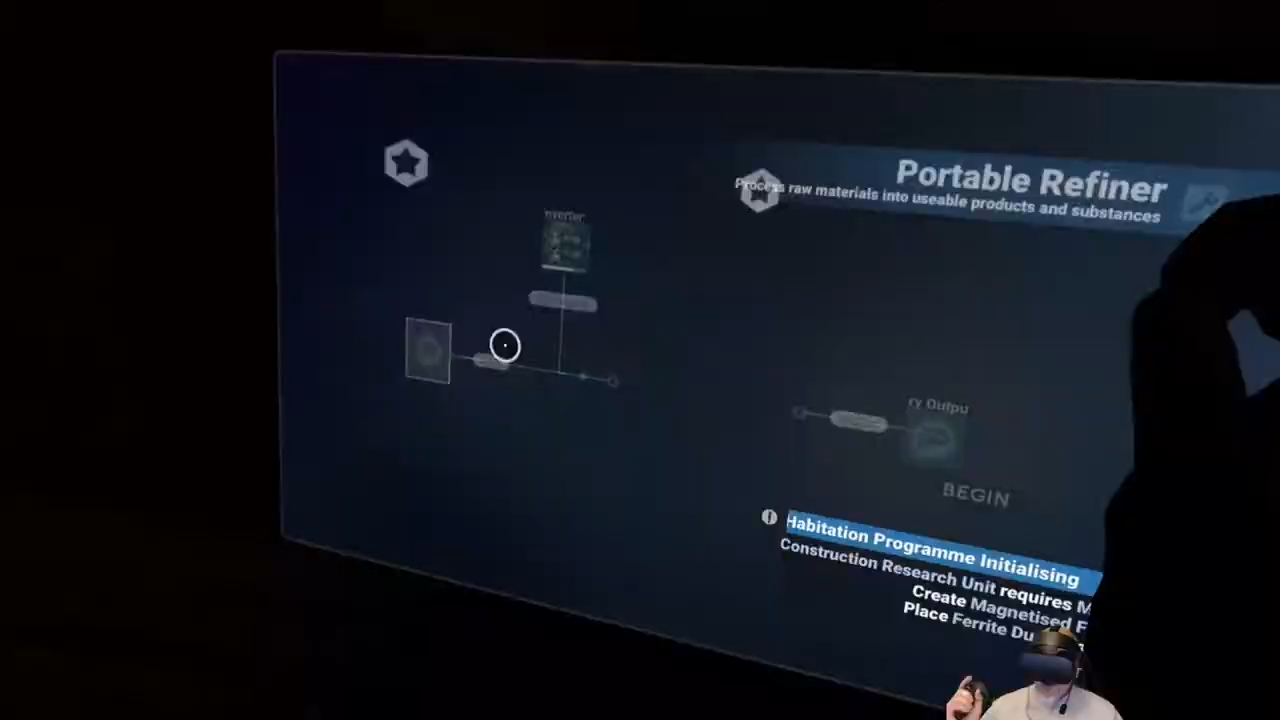 Portable Refiner
Process raw materials into useable products and substances
nverter
ry Outpu
BEGIN
Habitation Programme Initialising
Construction Research Unit requires M
Create Magnetised F
Place Ferrite Du